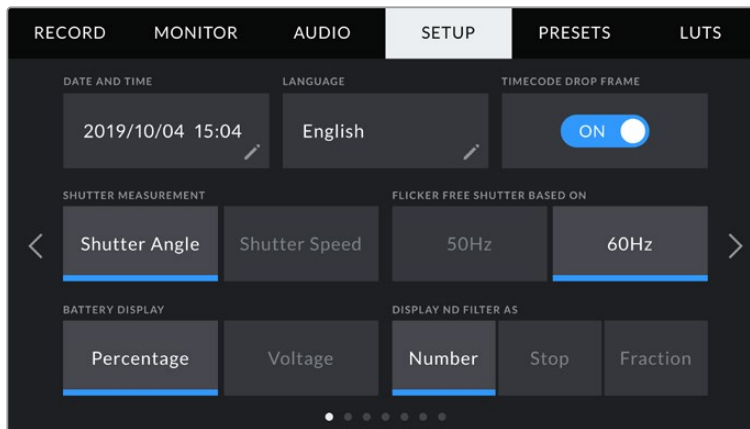 RECORD MONITOR AUDIO SETUP PRESETS LUTS
DATE AND TIME LANGUAGE TIMECODE DROP FRAME
2019/10/04 15:04 English ON
SHUTTER MEASUREMENT FLICKER FREE SHUTTER BASED ON
Shutter Angle Shutter Speed 50Hz 60Hz
BATTERY DISPLAY DISPLAY ND FILTER AS
Percentage Voltage Number Stop Fraction